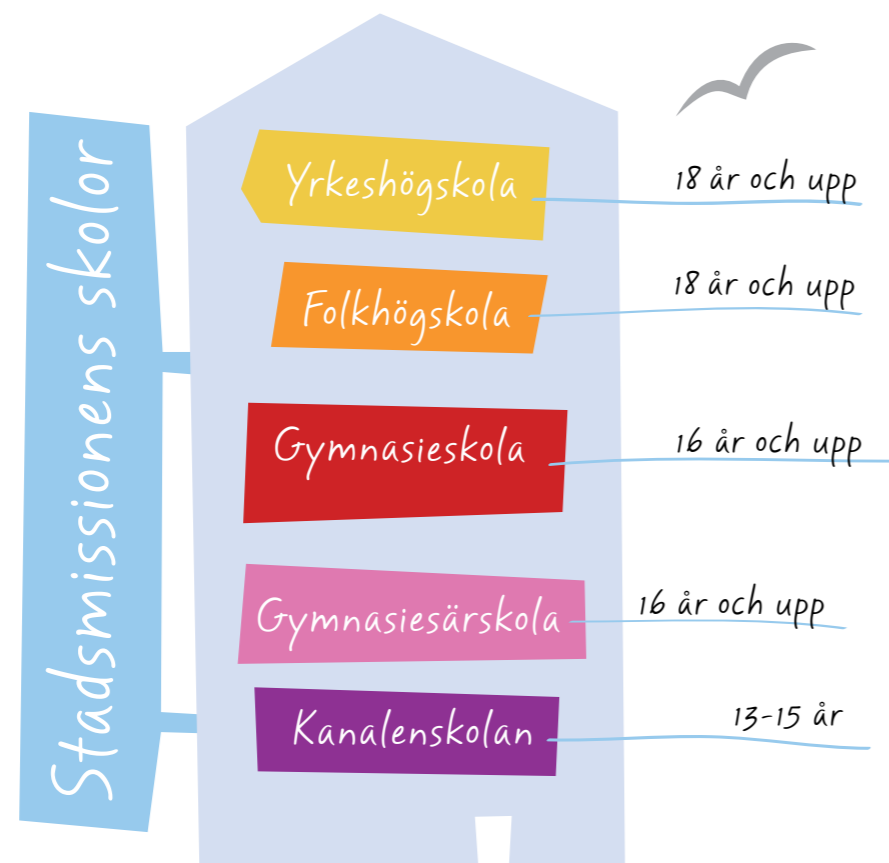 Stadsmissionens skolor
Yrkeshögskola
18 år och upp
Folkhögskola
18 år och upp
Gymnasieskola
16 år och upp
Gymnasiesärskola
16 år och upp
Kanalenskolan
13-15 år